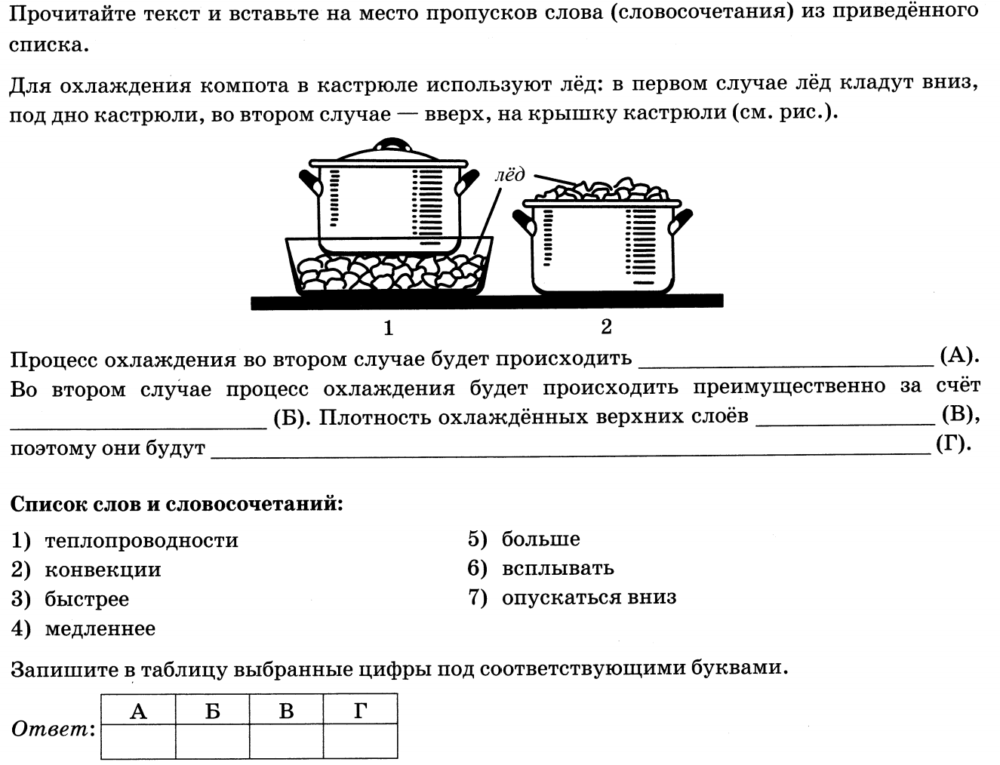 Прочитайте текст и вставьте на место пропусков слова (словосочетания) из приведённого
списка.
Для охлаждения компота в кастрюле используют лёд: в первом случае лёд кладут вниз,
под дно кастрюли, во втором случае — вверх, на крышку кастрюли (см. рис.).
лёд
1 2
Процесс охлаждения во втором случае будет происходить ____________ (А).
Во втором случае процесс охлаждения будет происходить преимущественно за счёт
____________ (Б). Плотность охлаждённых верхних слоёв ____________ (В),
поэтому они будут ____________ (Г).
Список слов и словосочетаний:
1) теплопроводности
2) конвекции
3) быстрее
4) медленнее
5) больше
6) всплывать
7) опускаться вниз
Запишите в таблицу выбранные цифры под соответствующими буквами.
Ответ:
А Б В Г